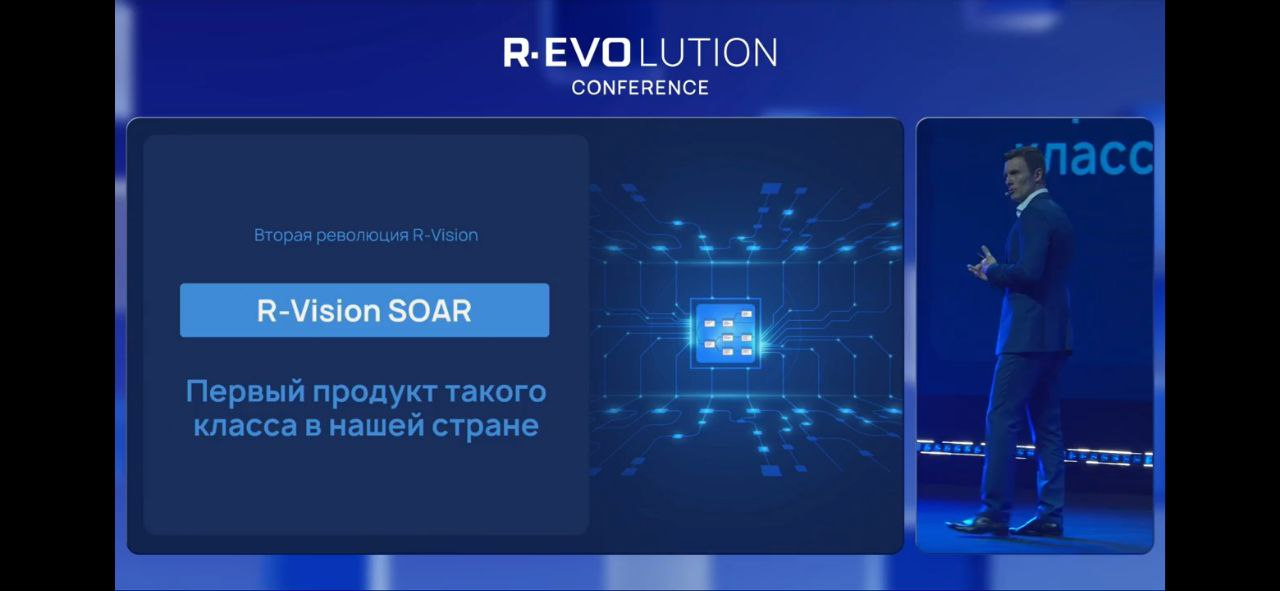 R·EVOLUTION
CONFERENCE
Вторая революция R-Vision
R-Vision SOAR
Первый продукт такого
класса в нашей стране
класс